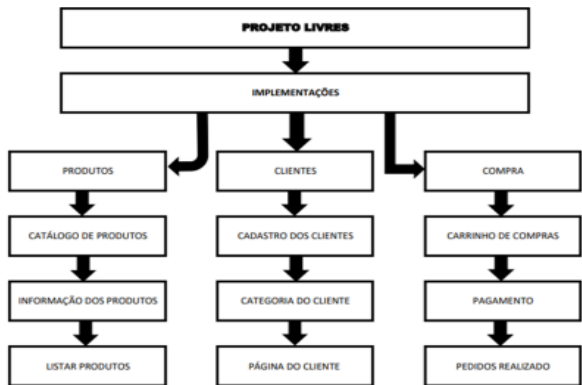 PROJETO LIVRES
IMPLEMENTAÇÕES
PRODUTOS
CLIENTES
COMPRA
CATÁLOGO DE PRODUTOS
CADASTRO DOS CLIENTES
CARRINHO DE COMPRAS
INFORMAÇÃO DOS PRODUTOS
CATEGORIA DO CLIENTE
PAGAMENTO
LISTAR PRODUTOS
PÁGINA DO CLIENTE
PEDIDOS REALIZADO